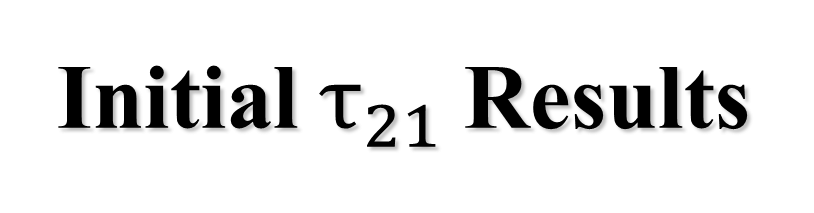 Initial τ₂₁ Results